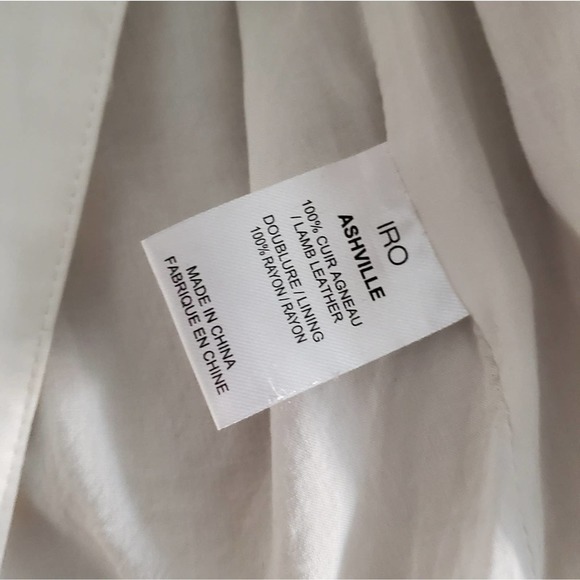 IRO
ASHVILLE
100% CUIR AGNEAU
/ LAMB LEATHER
DOUBLURE / LINING
100% RAYON / RAYON
MADE IN CHINA
FABRIQUE EN CHINE